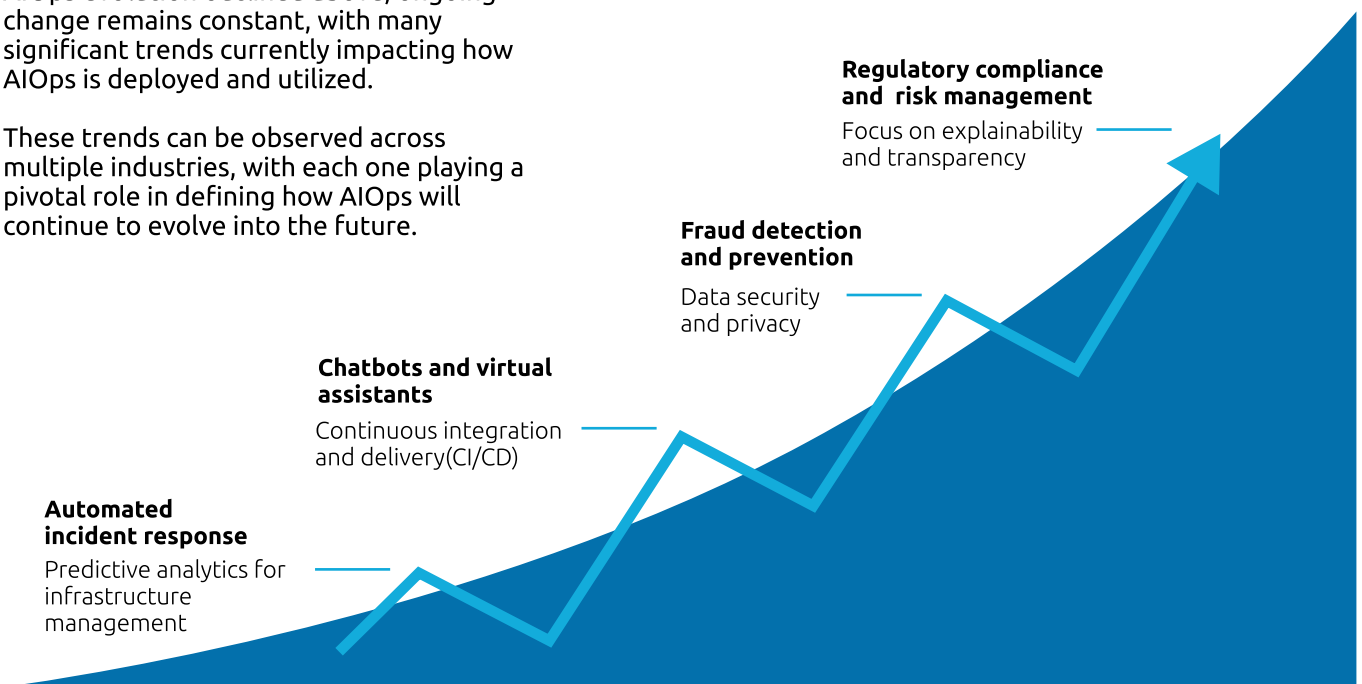 change remains constant, with many
significant trends currently impacting how
AIOps is deployed and utilized.
These trends can be observed across
multiple industries, with each one playing a
pivotal role in defining how AIOps will
continue to evolve into the future.
Regulatory compliance
and risk management
Focus on explainability
and transparency
Fraud detection
and prevention
Data security
and privacy
Chatbots and virtual
assistants
Continuous integration
and delivery(CI/CD)
Automated
incident response
Predictive analytics for
infrastructure
management